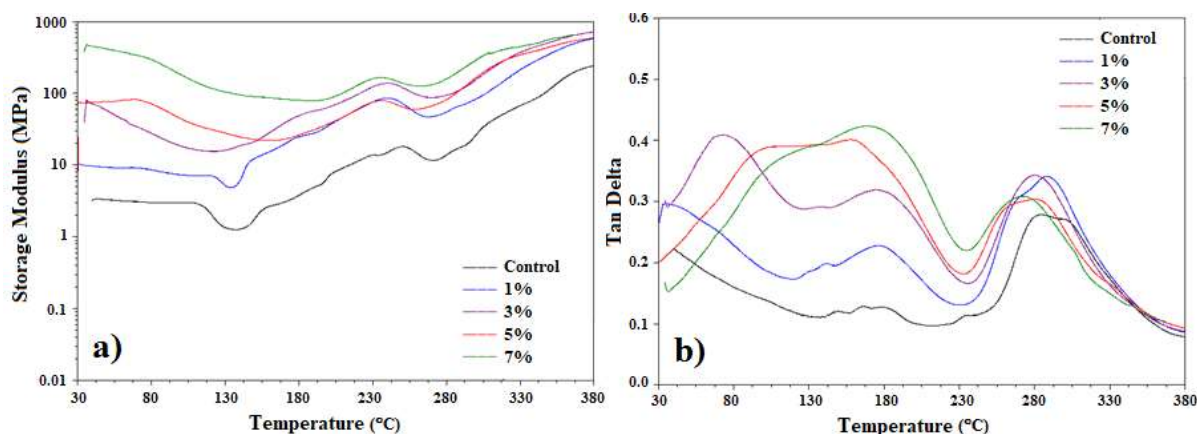 a)
Storage Modulus (MPa)
1000
100
10
1
0.1
0.01
Control
1%
3%
5%
7%
30 80 130 180 230 280 330 380
Temperature (°C)
b)
Tan Delta
0.6
0.5
0.4
0.3
0.2
0.1
0.0
Control
1%
3%
5%
7%
30 80 130 180 230 280 330 380
Temperature (°C)